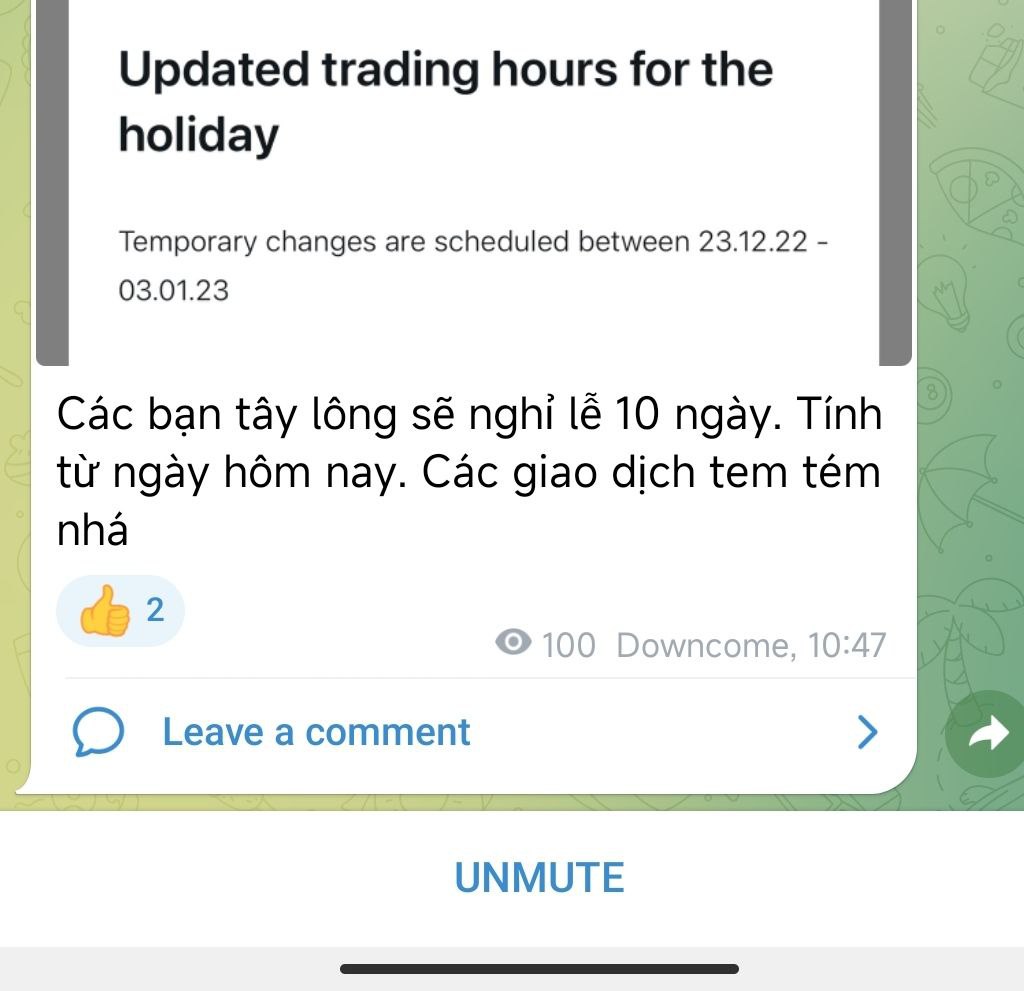 Updated trading hours for the
holiday
Temporary changes are scheduled between 23.12.22 -
03.01.23
Các bạn tây lông sẽ nghỉ lễ 10 ngày. Tính
từ ngày hôm nay. Các giao dịch tem tém
nhá
👍 2
100 Downcome, 10:47
Leave a comment
UNMUTE